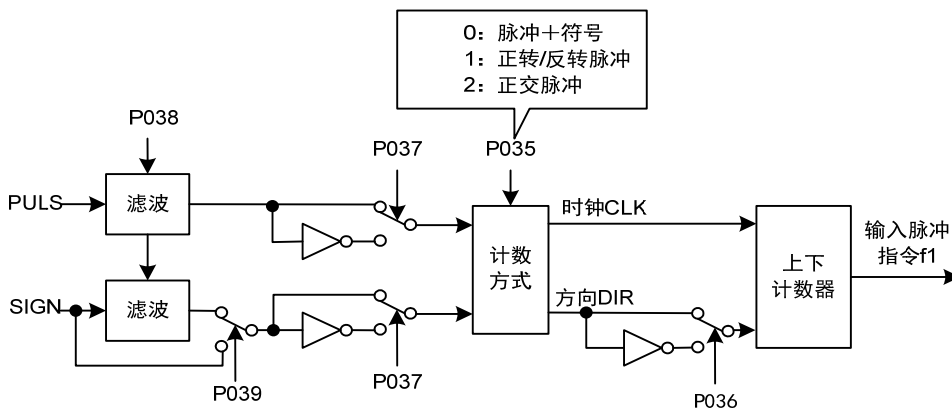 0：脉冲＋符号
1：正转/反转脉冲
2：正交脉冲
P038
P037
P035
PULS
滤波
时钟CLK
输入脉冲
指令f1
计数
方式
上下
计数器
SIGN
滤波
方向DIR
P039
P037
P036